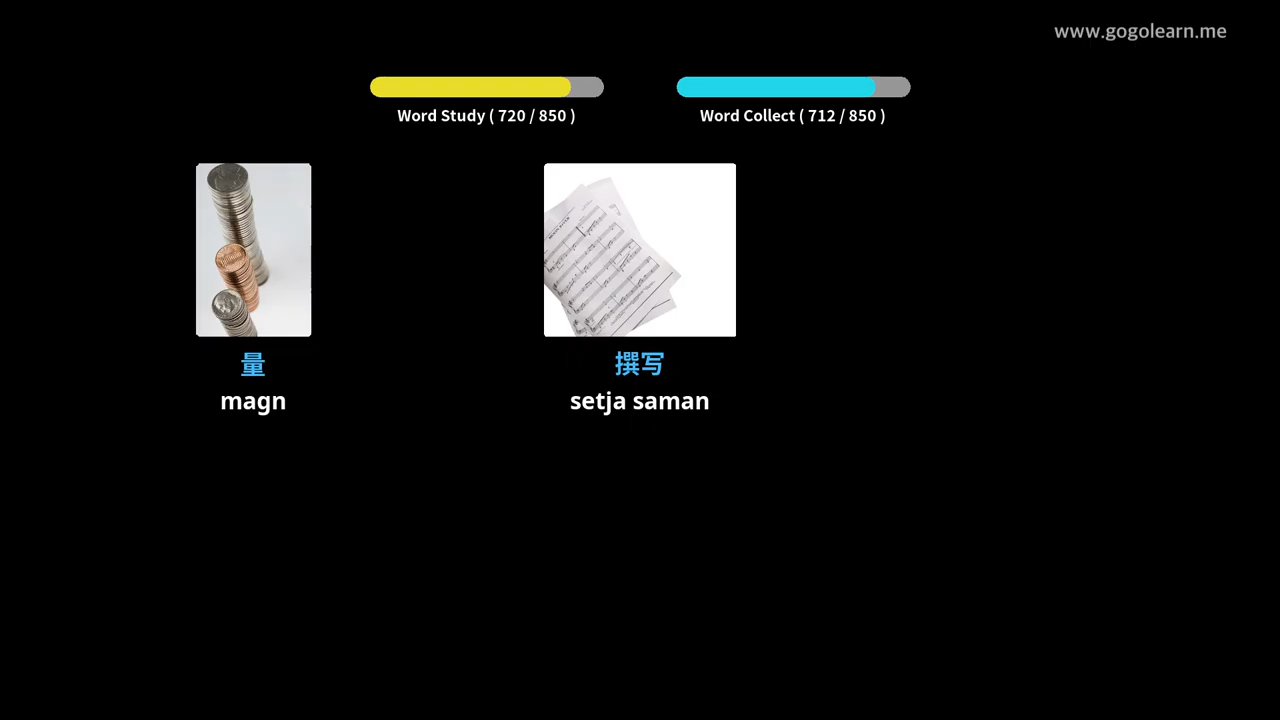 www.gogolearn.me
Word Study ( 720 / 850 )
Word Collect ( 712 / 850 )
量
magn
撰写
setja saman